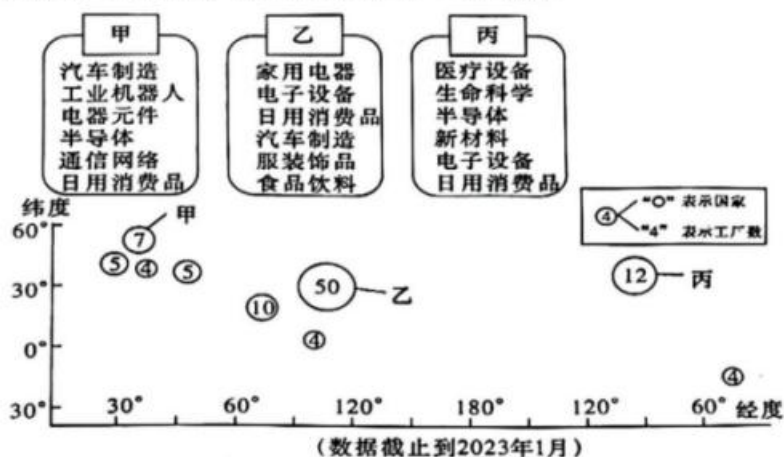 甲
汽车制造
工业机器人
电器元件
半导体
通信网络
日用消费品
乙
家用电器
电子设备
日用消费品
汽车制造
服装饰品
食品饮料
丙
医疗设备
生命科学
半导体
新材料
电子设备
日用消费品
纬度
60°
30°
0°
30°
甲
7
5
4
5
10
50
乙
4
12
丙
4
④
"O" 表示国家
"4" 表示工厂数
30° 60° 120° 180° 120° 60° 经度
(数据截止到2023年1月)